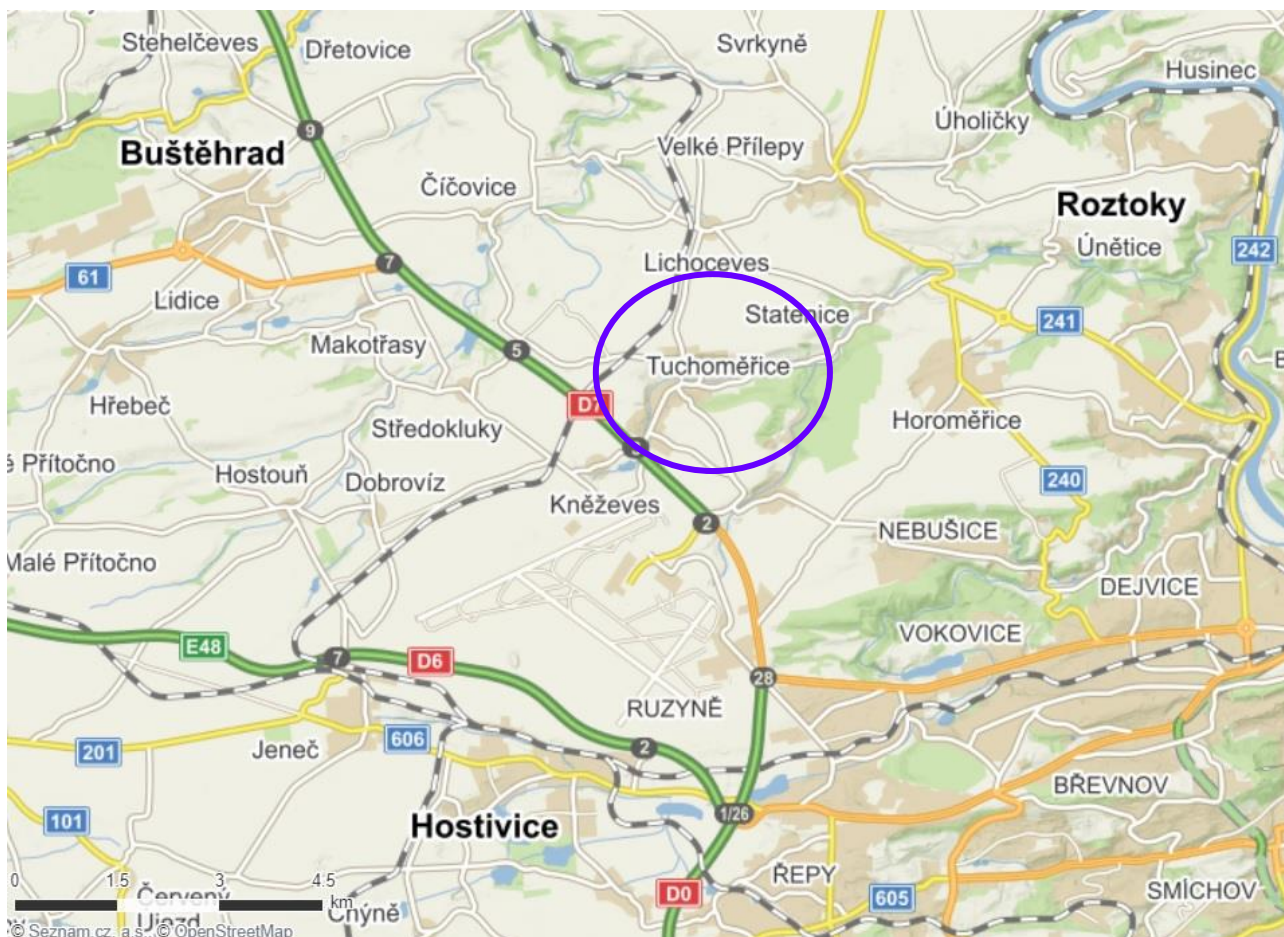 Stehelčeves
Dřetovice
Svrkyně
Husinec
Úholičky
9
Buštěhrad
Velké Přílepy
Číčovice
Roztoky
Únětice
242
61
7
Lichoceves
Lidice
Statenice
241
Makotřasy
5
Tuchoměřice
Hřebeč
D7
Středokluky
Horoměřice
Přítočno
Hostouň
Dobrovíz
240
Kněževes
2
NEBUŠICE
Malé Přítočno
DEJVICE
VOKOVICE
E48
7
D6
28
RUZYNĚ
201
Jeneč
606
2
BŘEVNOV
101
Hostivice
1/26
0 1.5 3 4.5
km
Červený
Újezd
Chýně
ŘEPY
D0
605
SMÍCHOV
© Seznam.cz, a.s., © OpenStreetMap